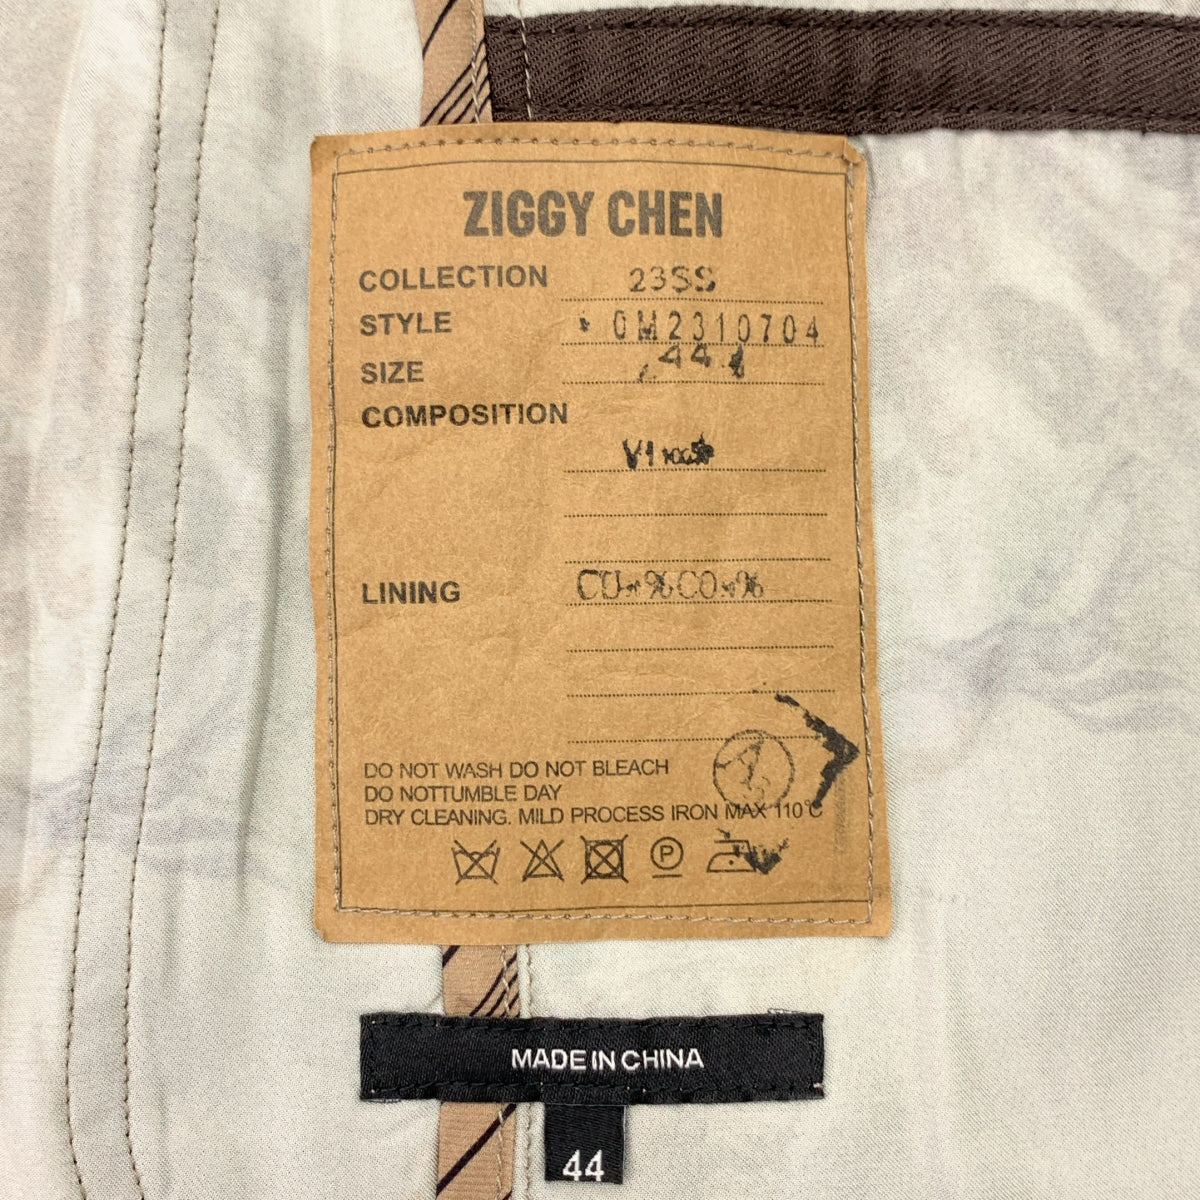 ZIGGY CHEN
COLLECTION 23SS
STYLE 0M2310704
SIZE 44
COMPOSITION
VI
LINING
DO NOT WASH DO NOT BLEACH
DO NOTTUMBLE DAY
DRY CLEANING. MILD PROCESS IRON MAX 110℃
P
MADE IN CHINA
44